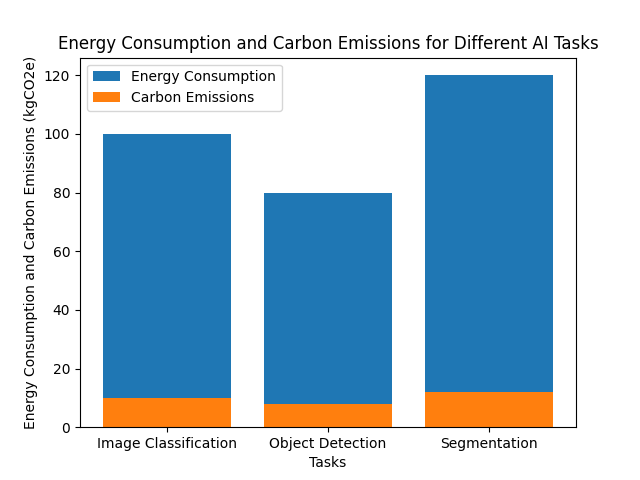 Energy Consumption and Carbon Emissions for Different AI Tasks
Energy Consumption
Carbon Emissions
Energy Consumption and Carbon Emissions (kgCO2e)
120
100
80
60
40
20
0
Image Classification
Object Detection
Segmentation
Tasks